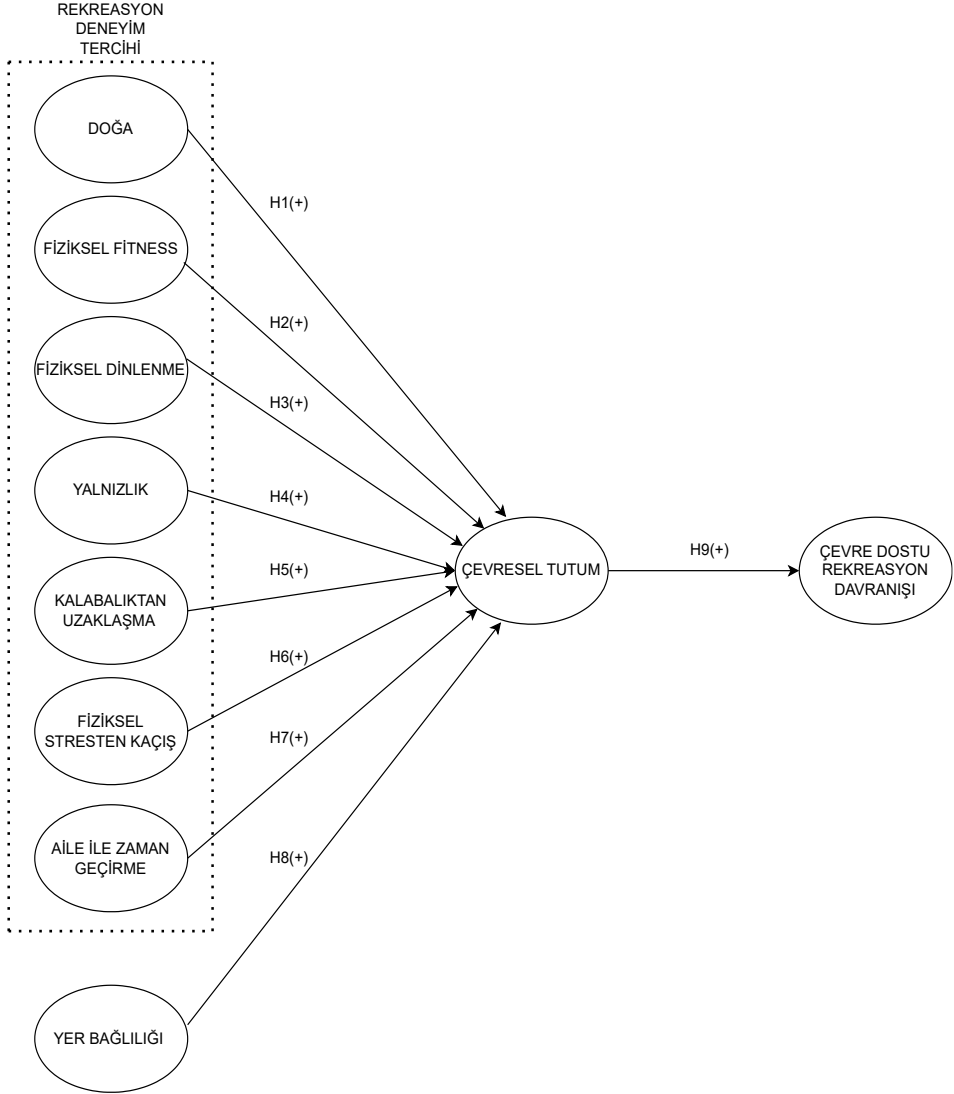 REKREASYON
DENEYİM
TERCİHİ
DOĞA
H1(+)
FİZİKSEL FİTNESS
H2(+)
FİZİKSEL DİNLENME
H3(+)
YALNIZLIK
H4(+)
KALABALIKTAN
UZAKLAŞMA
H5(+)
FİZİKSEL
STRESTEN KAÇIŞ
H6(+)
AİLE İLE ZAMAN
GEÇİRME
H7(+)
YER BAĞLILIĞI
H8(+)
ÇEVRESEL TUTUM
H9(+)
ÇEVRE DOSTU
REKREASYON
DAVRANIŞI